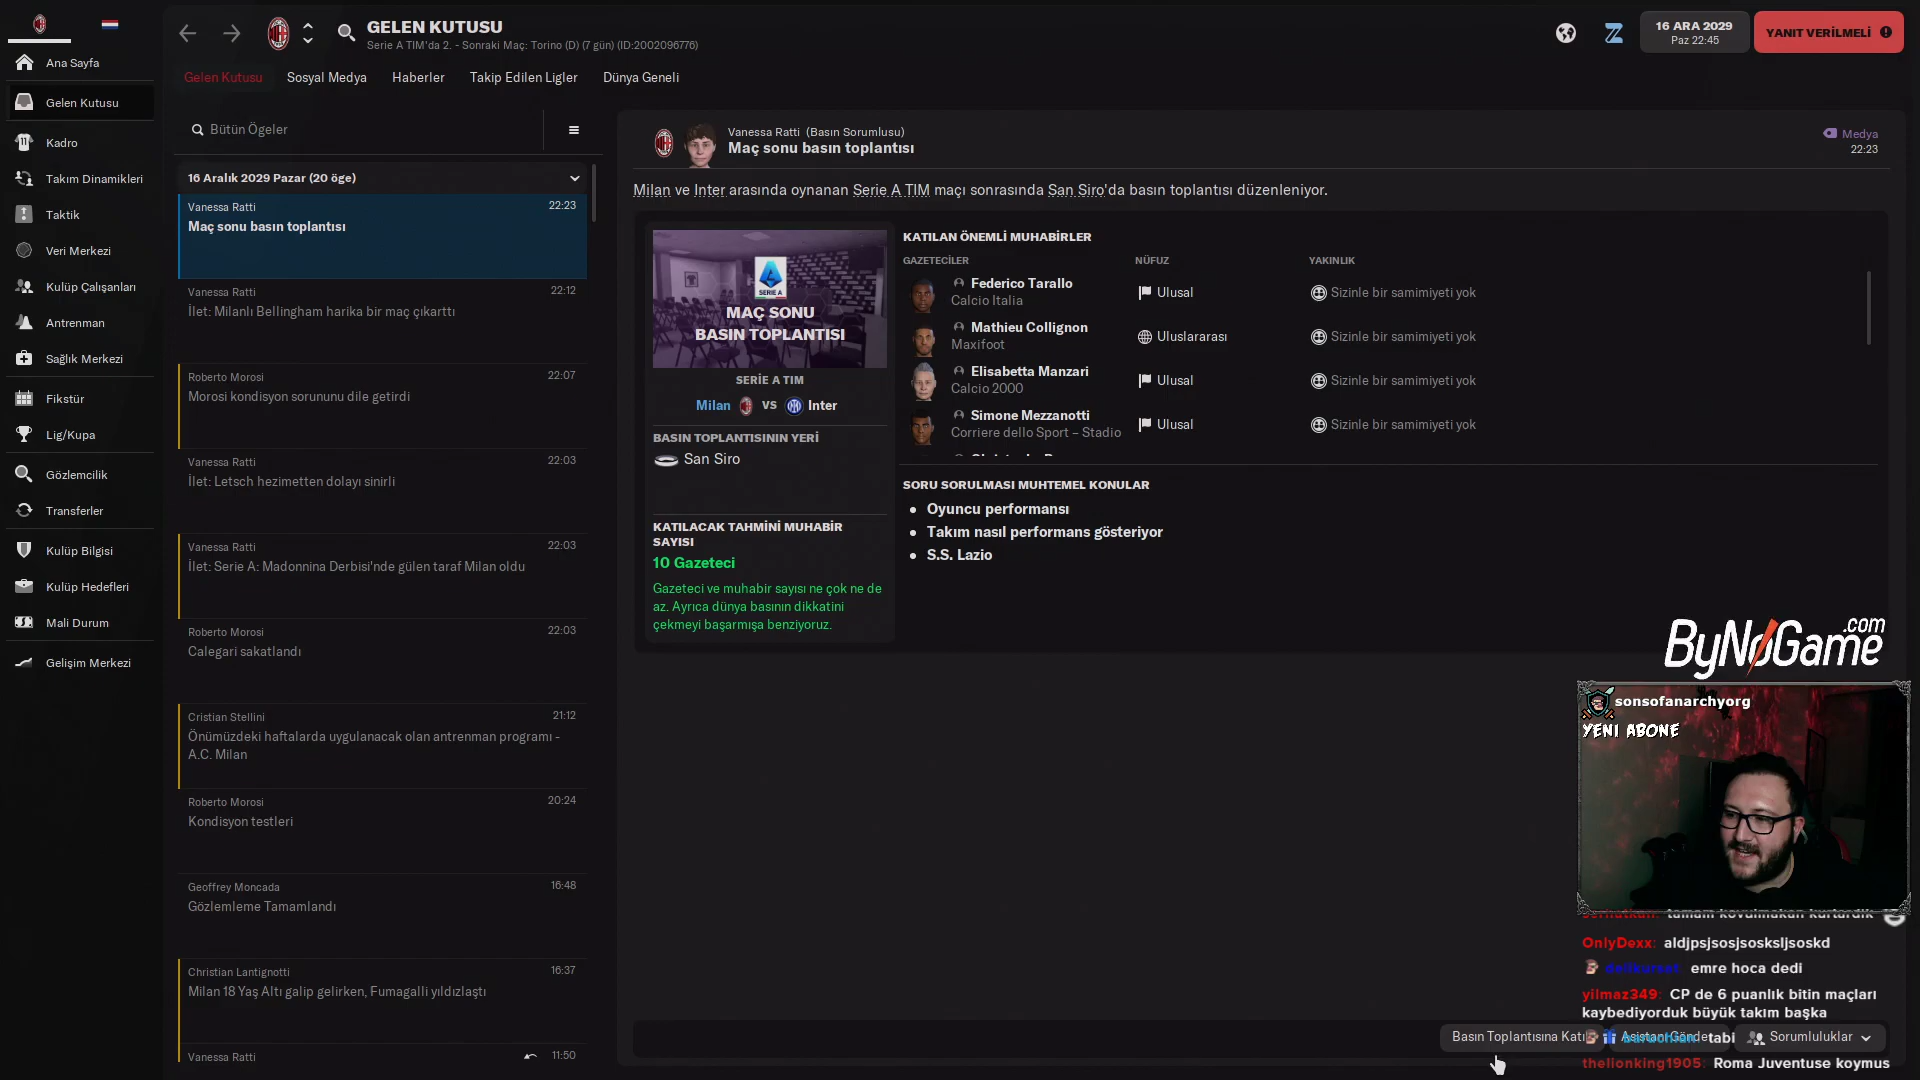 Ana Sayfa
Gelen Kutusu
Kadro
Takım Dinamikleri
Taktik
Veri Merkezi
Kulüp Çalışanları
Antrenman
Sağlık Merkezi
Fikstür
Lig/Kupa
Gözlemcilik
Transferler
Kulüp Bilgisi
Kulüp Hedefleri
Mali Durum
Gelişim Merkezi
GELEN KUTUSU
Serie A TIM'da 2. - Sonraki Maç: Torino (D) (7 gün) (ID:2002096776)
16 ARA 2029
Paz 22:45
YANIT VERİLMELİ
Gelen Kutusu Sosyal Medya Haberler Takip Edilen Ligler Dünya Geneli
Bütün Ögeler
16 Aralık 2029 Pazar (20 öge)
Vanessa Ratti 22:23
Maç sonu basın toplantısı
Vanessa Ratti 22:12
İlet: Milanlı Bellingham harika bir maç çıkarttı
Roberto Morosi 22:07
Morosi kondisyon sorununu dile getirdi
Vanessa Ratti 22:03
İlet: Letsch hezimetten dolayı sinirli
Vanessa Ratti 22:03
İlet: Serie A: Madonnina Derbisi'nde gülen taraf Milan oldu
Roberto Morosi 22:03
Calegari sakatlandı
Cristian Stellini 21:12
Önümüzdeki haftalarda uygulanacak olan antrenman programı -
A.C. Milan
Roberto Morosi 20:24
Kondisyon testleri
Geoffrey Moncada 16:48
Gözlemleme Tamamlandı
Christian Lantignotti 16:37
Milan 18 Yaş Altı galip gelirken, Fumagalli yıldızlaştı
Vanessa Ratti 11:50
Vanessa Ratti (Basın Sorumlusu)
Maç sonu basın toplantısı
Medya
22:23
Milan ve Inter arasında oynanan Serie A TIM maçı sonrasında San Siro'da basın toplantısı düzenleniyor.
SERIE A
MAÇ SONU
BASIN TOPLANTISI
SERİE A TIM
Milan VS Inter
BASIN TOPLANTISININ YERİ
San Siro
KATILACAK TAHMİNİ MUHABİR
SAYISI
10 Gazeteci
Gazeteci ve muhabir sayısı ne çok ne de
az. Ayrıca dünya basının dikkatini
çekmeyi başarmışa benziyoruz.
KATILAN ÖNEMLİ MUHABİRLER
GAZETECİLER NÜFUZ YAKINLIK
Federico Tarallo
Calcio Italia
Ulusal Sizinle bir samimiyeti yok
Mathieu Collignon
Maxifoot
Uluslararası Sizinle bir samimiyeti yok
Elisabetta Manzari
Calcio 2000
Ulusal Sizinle bir samimiyeti yok
Simone Mezzanotti
Corriere dello Sport - Stadio
Ulusal Sizinle bir samimiyeti yok
SORU SORULMASI MUHTEMEL KONULAR
Oyuncu performansı
Takım nasıl performans gösteriyor
S.S. Lazio
ByNoGame.com
sonsofanarchyorg
YENI ABONE
OnlyDexx: aldjpsjsosjsosksljsoskd
emre hoca dedi
yilmaz349: CP de 6 puanlık bitin maçları
kaybediyorduk büyük takım başka
tabi
thelionking1905: Roma Juventuse koymus
Basın Toplantısına Katıl
Asistan Gönder
Sorumluluklar